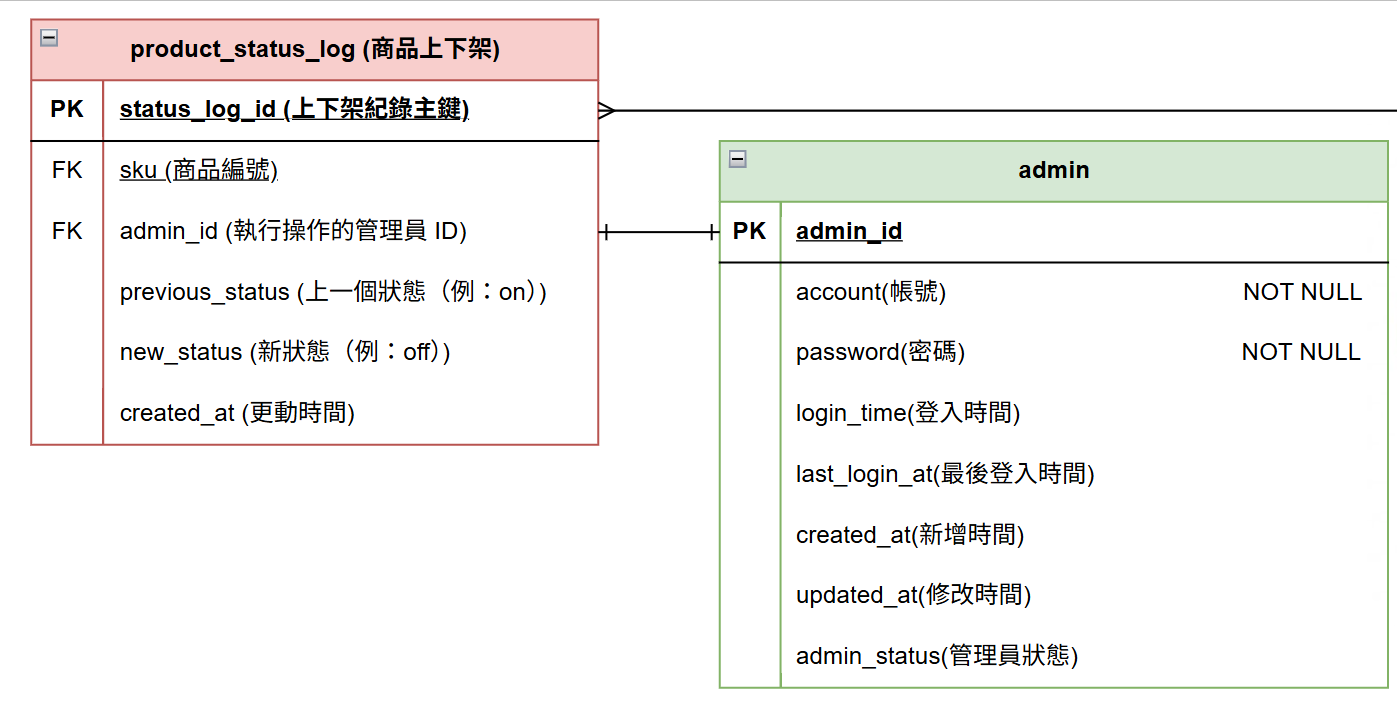 product_status_log (商品上下架)
PK status_log_id (上下架紀錄主鍵)
FK sku (商品編號)
FK admin_id (執行操作的管理員 ID)
previous_status (上一個狀態（例：on）)
new_status (新狀態（例：off）)
created_at (更動時間)
admin
PK admin_id
account(帳號) NOT NULL
password(密碼) NOT NULL
login_time(登入時間)
last_login_at(最後登入時間)
created_at(新增時間)
updated_at(修改時間)
admin_status(管理員狀態)